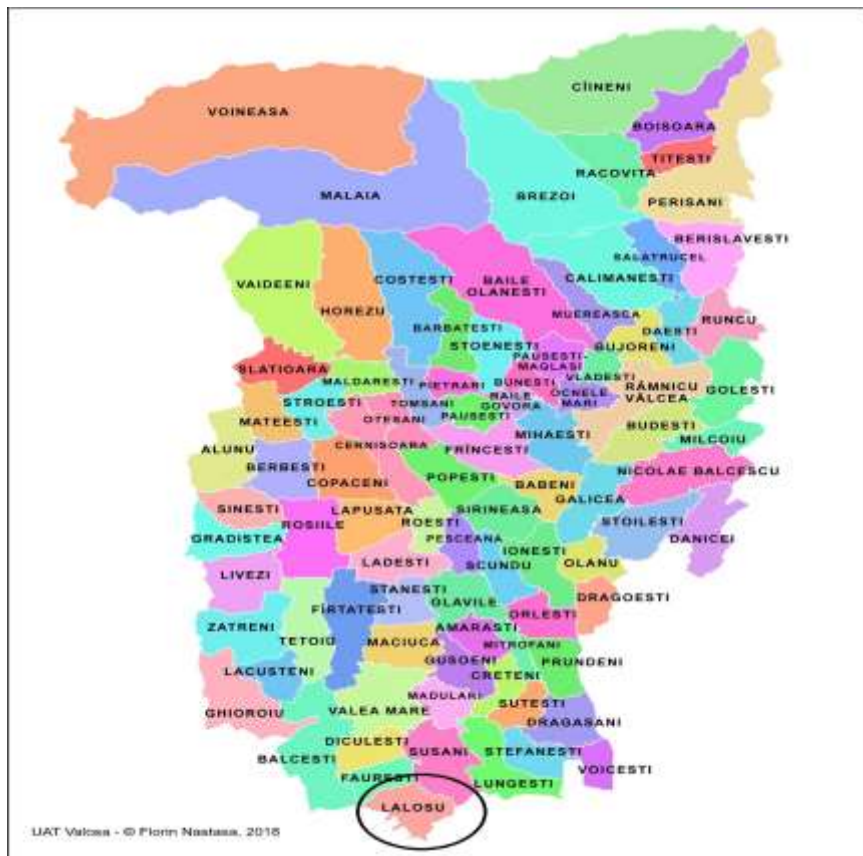 CÎINENI
VOINEASA
BOISOARA
TITESTI
RACOVITA
MALAIA
BREZOI
PERISANI
BERISLAVESTI
SALATRUCEL
COSTESTI
BAILE
OLANESTI
CALIMANESTI
VAIDEENI
HOREZU
MUEREASCA
RUNCU
BARBATESTI
DAESTI
STOENESTI
BUJORENI
PAUSESTI-
MAGLASI
SLATIOARA
VLADESTI
MALDARESTI
PIETRARI
BUNESTI
RÂMNICU
VÂLCEA
GOLESTI
OCNELE
MARI
BAILE
GOVORA
STROESTI
TOMSANI
PAUSESTI
OTESANI
MATEESTI
BUDESTI
MIHAESTI
MILCOIU
CERNISOARA
FRÎNCESTI
ALUNU
BERBESTI
NICOLAE BALCESCU
POPESTI
COPACENI
BABENI
GALICEA
SINESTI
LAPUSATA
SIRINEASA
ROSIILE
ROESTI
STOILESTI
GRADISTEA
PESCEANA
DANICEI
IONESTI
LADESTI
SCUNDU
OLANU
LIVEZI
STANESTI
DRAGOESTI
GLAVILE
FÎRTATESTI
ORLESTI
ZATRENI
AMARASTI
TETOIU
MACIUCA
MITROFANI
GUSOENI
PRUNDENI
LACUSTENI
CRETENI
MADULARI
SUTESTI
GHIOROIU
VALEA MARE
DRAGASANI
DICULESTI
SUSANI
STEFANESTI
BALCESTI
VOICESTI
FAURESTI
LUNGESTI
LALOSU
UAT Valosa - © Florin Nastasa, 2018